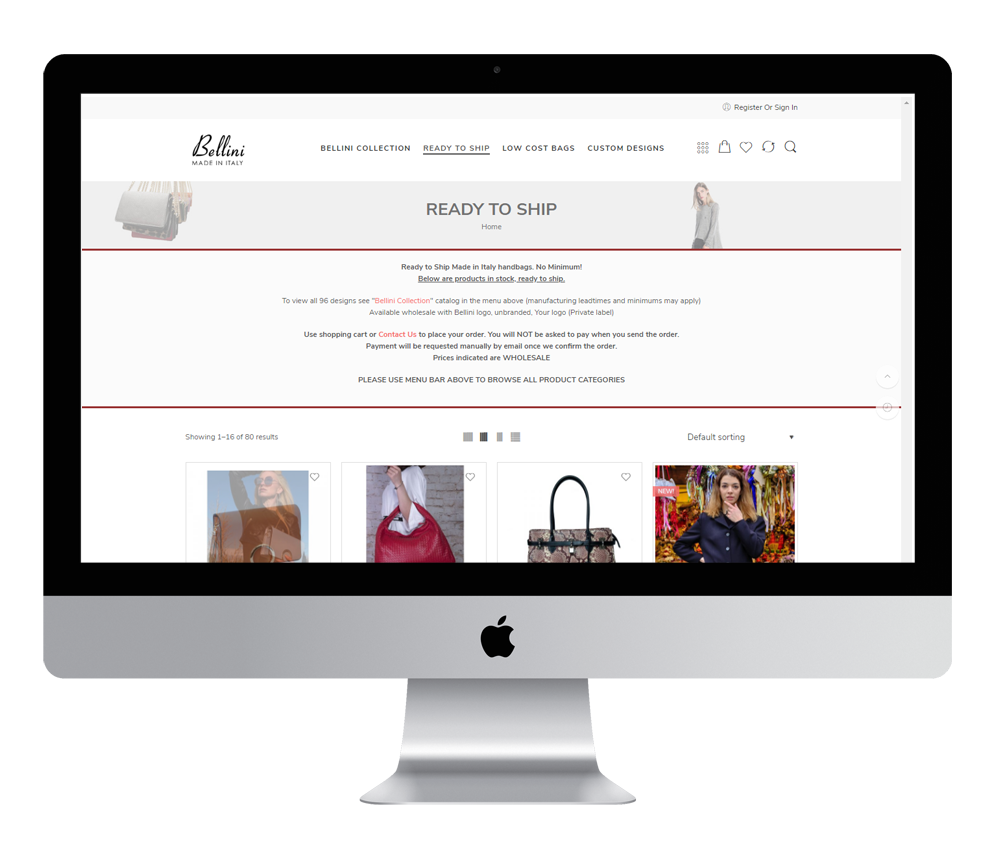 Register Or Sign In
Bellini
MADE IN ITALY
BELLINI COLLECTION READY TO SHIP LOW COST BAGS CUSTOM DESIGNS
READY TO SHIP
Home
Ready to Ship Made in Italy handbags. No Minimum!
Below are products in stock, ready to ship.
To view all 96 designs see "Bellini Collection" catalog in the menu above (manufacturing leadtimes and minimums may apply)
Available wholesale with Bellini logo, unbranded, Your logo (Private label)
Use shopping cart or Contact Us to place your order. You will NOT be asked to pay when you send the order.
Payment will be requested manually by email once we confirm the order.
Prices indicated are WHOLESALE
PLEASE USE MENU BAR ABOVE TO BROWSE ALL PRODUCT CATEGORIES
Showing 1–16 of 80 results
Default sorting
NEW!